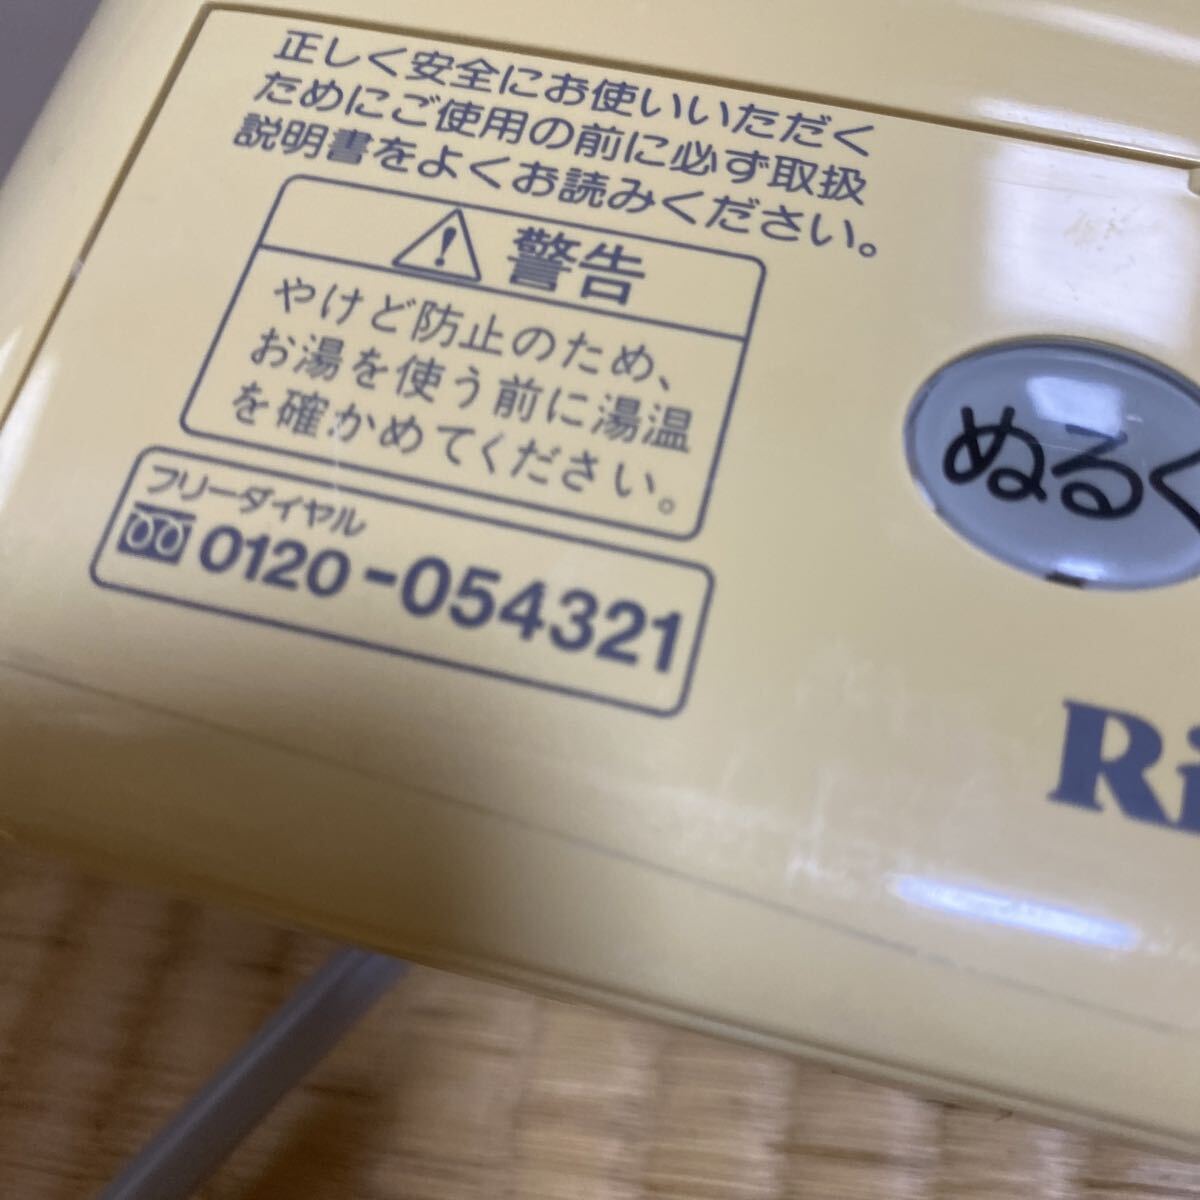 正しく安全にお使いいただく
ためにご使用の前に必ず取扱
説明書をよくお読みください。
警告
やけど防止のため、
お湯を使う前に湯温
を確かめてください。
フリーダイヤル
0120-054321
ぬるく
Ri